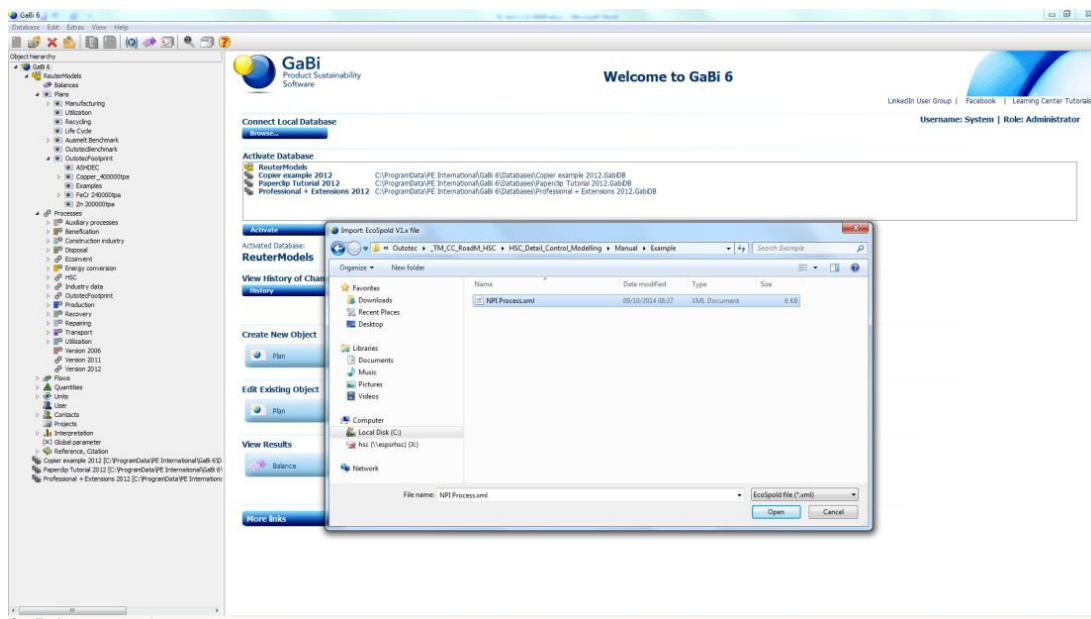 GaBi 6
Database Edit Extras View Help
Object hierarchy
GaBi 6
ReuterModels
Balances
Plans
Manufacturing
Utilization
Recycling
Life Cycle
Ausmelt Benchmark
OutotecBenchmark
OutotecFootprint
ASHDEC
Copper_400000tpa
Examples
FeCr 240000tpa
Zn 200000tpa
Processes
Auxiliary processes
Benefication
Construction industry
Disposal
Ecoinvent
Energy conversion
HSC
Industry data
OutotecFootprint
Production
Recovery
Repairing
Transport
Utilization
Version 2006
Version 2011
Version 2012
Flows
Quantities
Units
User
Contacts
Projects
Interpretation
Global parameter
Reference, Citation
Copier example 2012 [C:\ProgramData\PE International\GaBi 6\D
Paperclip Tutorial 2012 [C:\ProgramData\PE International\GaBi 6\
Professional + Extensions 2012 [C:\ProgramData\PE Internation
GaBi
Product Sustainability
Software
Welcome to GaBi 6
LinkedIn User Group | Facebook | Learning Center Tutorials
Username: System | Role: Administrator
Connect Local Database
Browse...
Activate Database
ReuterModels
Copier example 2012 C:\ProgramData\PE International\GaBi 6\Databases\Copier example 2012.GabiDB
Paperclip Tutorial 2012 C:\ProgramData\PE International\GaBi 6\Databases\Paperclip Tutorial 2012.GabiDB
Professional + Extensions 2012 C:\ProgramData\PE International\GaBi 6\Databases\Professional + Extensions 2012.GabiDB
Activate
Activated Database:
ReuterModels
View History of Chan
History
Create New Object
Plan
Edit Existing Object
Plan
View Results
Balance
More links
Import: EcoSpold V1.x file
« Outotec ▸ _TM_CC_RoadM_HSC ▸ HSC_Detail_Control_Modelling ▸ Manual ▸ Example
Search Example
Organize New folder
Name Date modified Type Size
NPI Process.xml 09/10/2014 08:37 XML Document 6 KB
Favorites
Downloads
Recent Places
Desktop
Libraries
Documents
Music
Pictures
Videos
Computer
Local Disk (C:)
hsc (\\esporhsc) (X:)
Network
File name: NPI Process.xml
EcoSpold file (*.xml)
Open Cancel